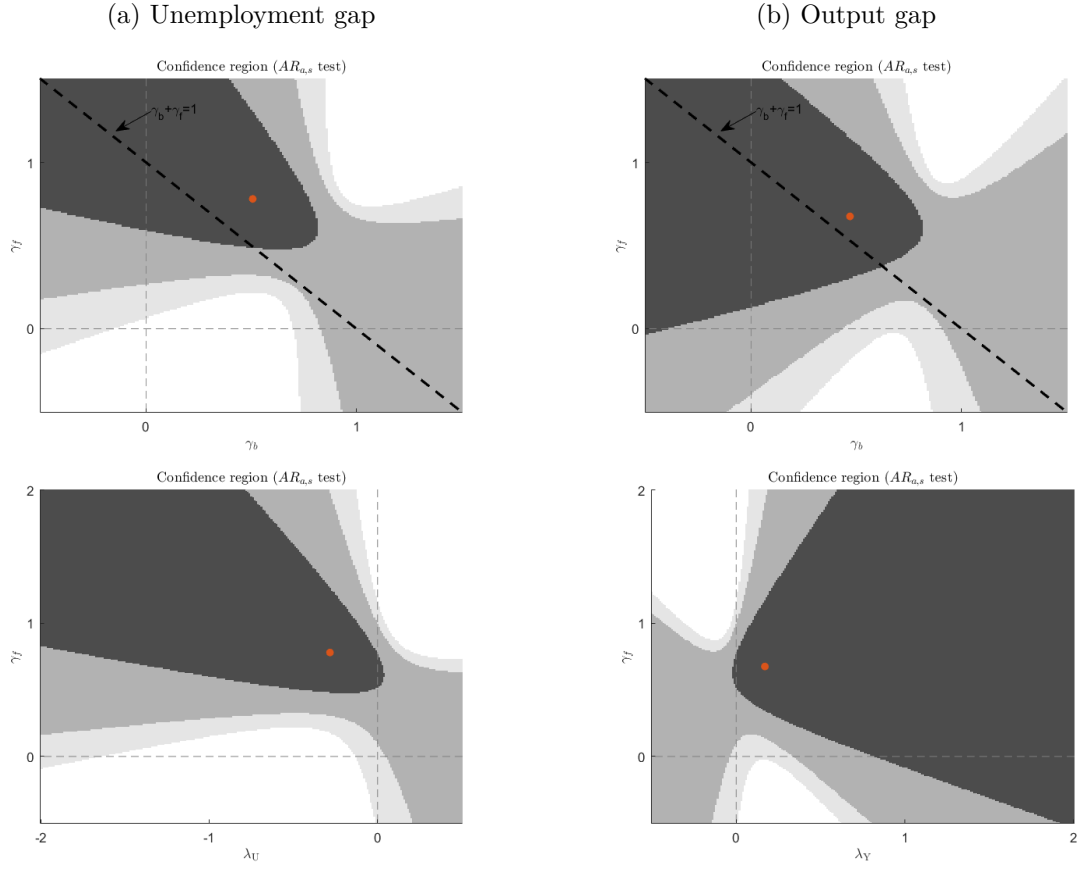 (a) Unemployment gap
(b) Output gap
Confidence region (AR_{a,s} test)
γ_b+γ_f=1
1
0
γ_f
0
1
γ_b
Confidence region (AR_{a,s} test)
γ_b+γ_f=1
1
0
γ_f
0
1
γ_b
Confidence region (AR_{a,s} test)
2
1
0
γ_f
-2
-1
0
λ_U
Confidence region (AR_{a,s} test)
2
1
0
γ_f
0
1
2
λ_Y